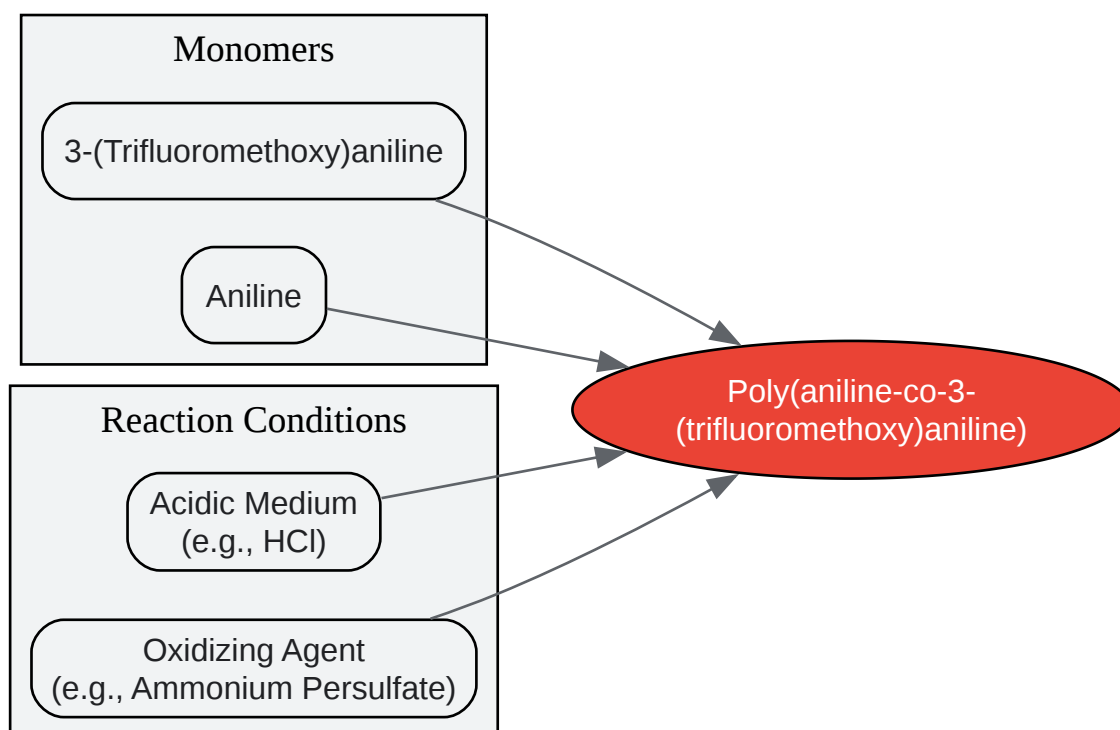 Monomers
3-(Trifluoromethoxy)aniline
Aniline
Poly(aniline-co-3-
(trifluoromethoxy)aniline)
Reaction Conditions
Acidic Medium
(e.g., HCl)
Oxidizing Agent
(e.g., Ammonium Persulfate)